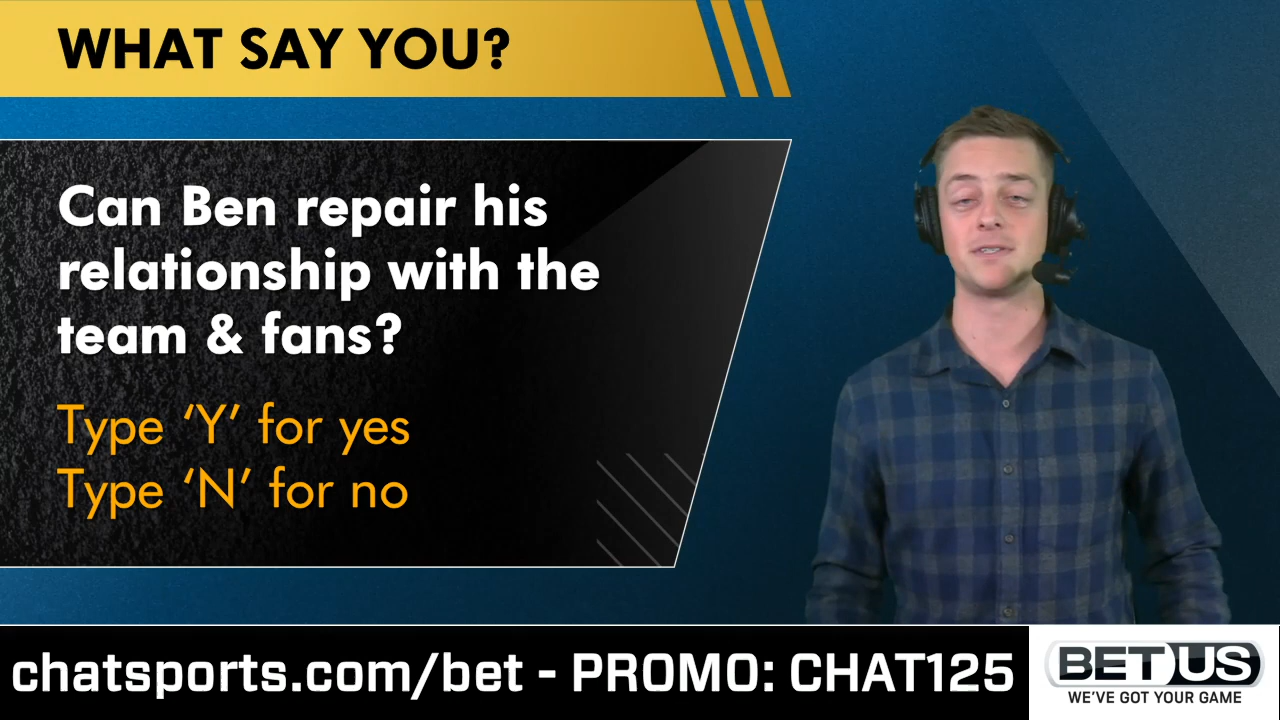 WHAT SAY YOU?
Can Ben repair his
relationship with the
team & fans?
Type ‘Y’ for yes
Type ‘N’ for no
chatsports.com/bet - PROMO: CHAT125
BETUS
WE'VE GOT YOUR GAME